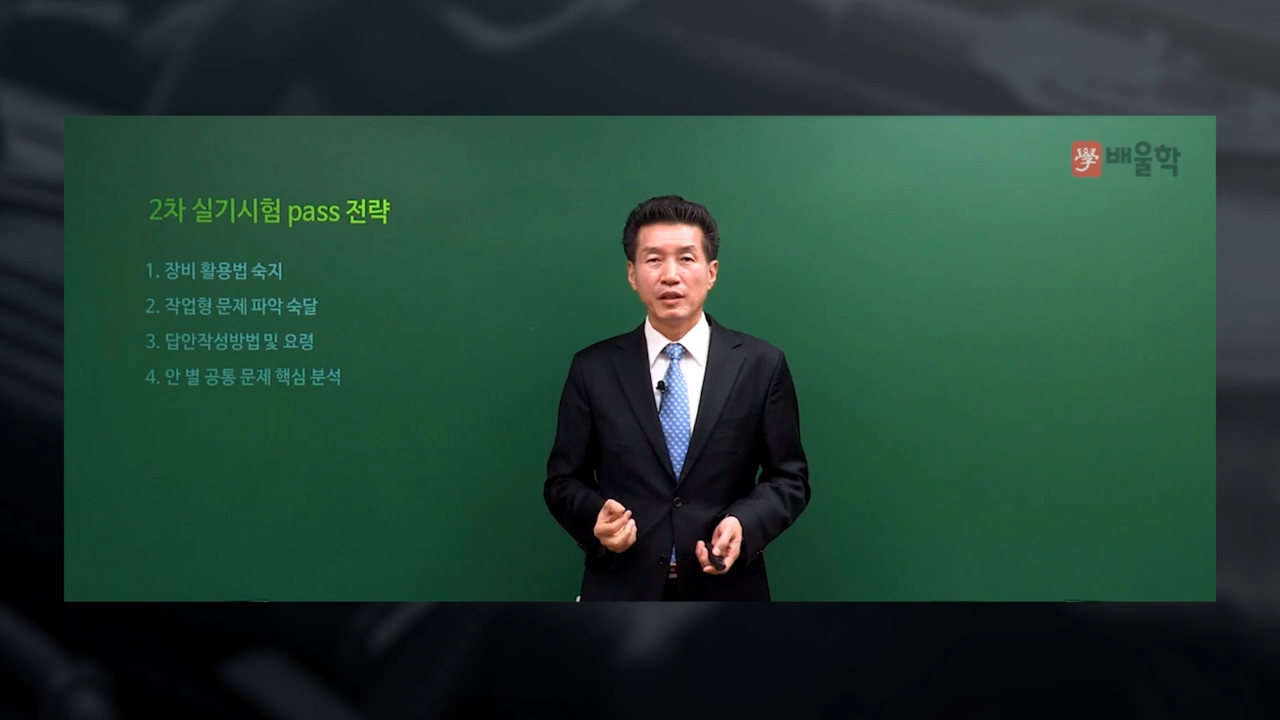 學 배울학
2차 실기시험 pass 전략
1. 장비 활용법 숙지
2. 작업형 문제 파악 숙달
3. 답안작성방법 및 요령
4. 안 별 공통 문제 핵심 분석